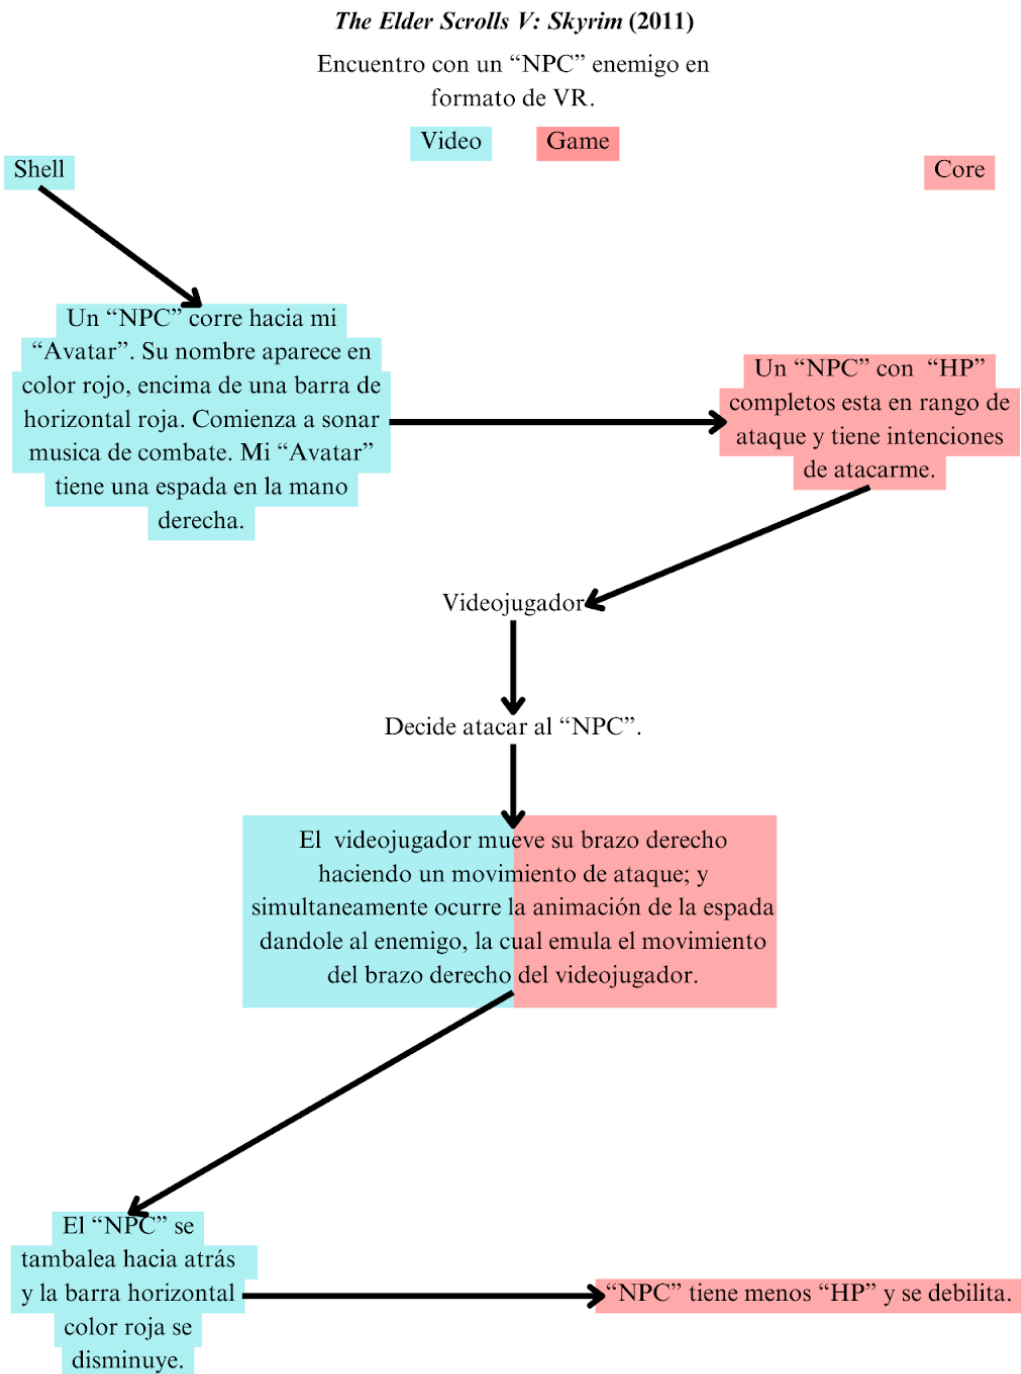 The Elder Scrolls V: Skyrim (2011)
Encuentro con un “NPC” enemigo en
formato de VR.
Video
Game
Shell
Core
Un “NPC” corre hacia mi
“Avatar”. Su nombre aparece en
color rojo, encima de una barra de
horizontal roja. Comienza a sonar
musica de combate. Mi “Avatar”
tiene una espada en la mano
derecha.
Un “NPC” con “HP”
completos esta en rango de
ataque y tiene intenciones
de atacarme.
Videojugador
Decide atacar al “NPC”.
El videojugador mueve su brazo derecho
haciendo un movimiento de ataque; y
simultaneamente ocurre la animación de la espada
dandole al enemigo, la cual emula el movimiento
del brazo derecho del videojugador.
El “NPC” se
tambalea hacia atrás
y la barra horizontal
color roja se
disminuye.
“NPC” tiene menos “HP” y se debilita.